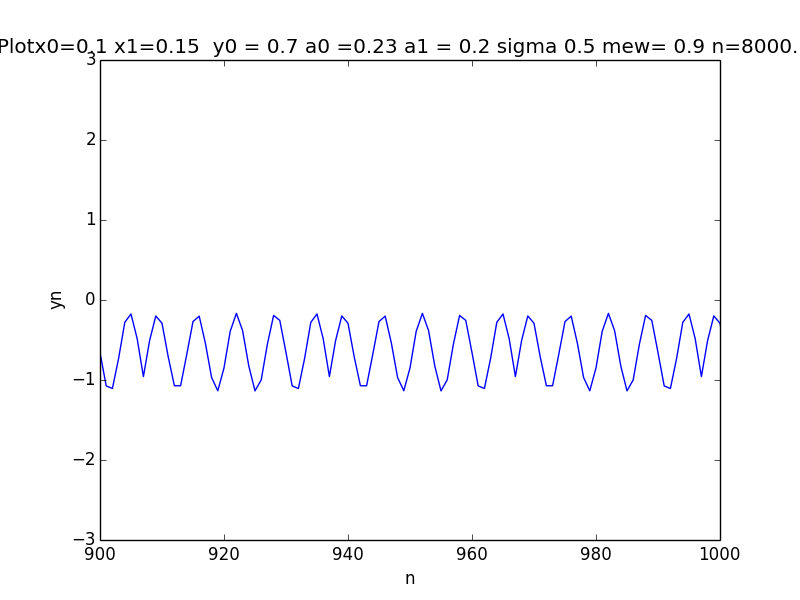 Plotx0=0.1 x1=0.15  y0 = 0.7 a0 =0.23 a1 = 0.2 sigma 0.5 mew= 0.9 n=8000.
3
2
1
0
−1
−2
−3
yn
900 920 940 960 980 1000
n